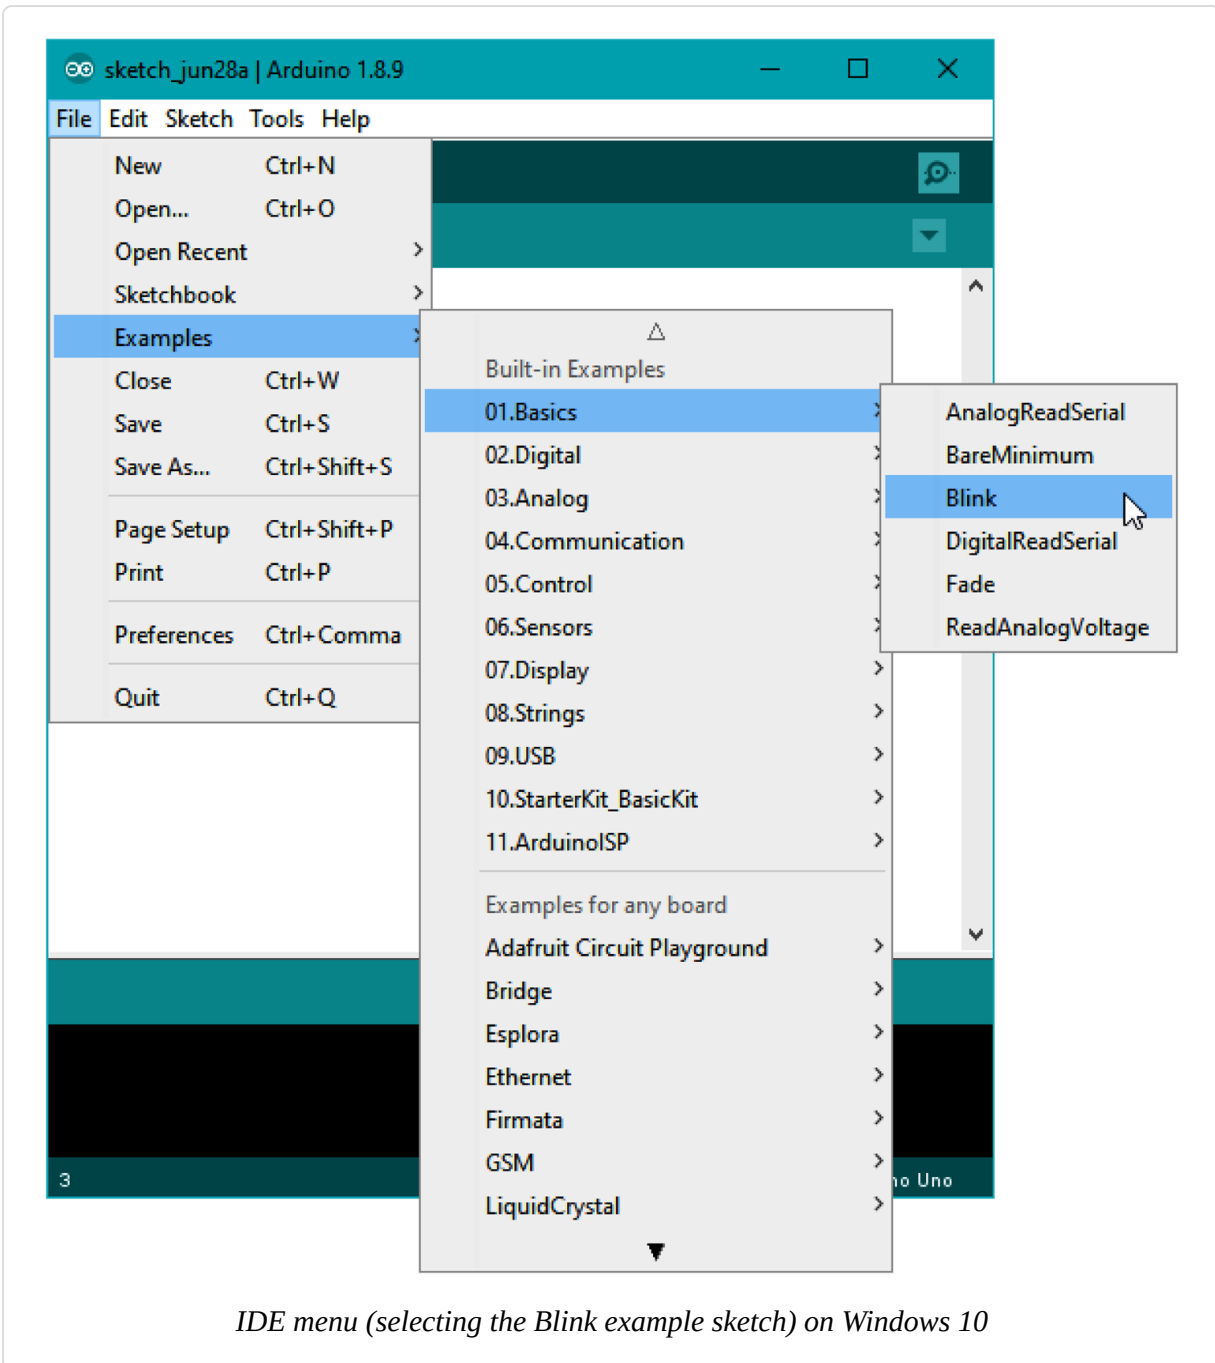 sketch_jun28a | Arduino 1.8.9
File Edit Sketch Tools Help
New Ctrl+N
Open... Ctrl+O
Open Recent
Sketchbook
Examples
Close Ctrl+W
Save Ctrl+S
Save As... Ctrl+Shift+S
Page Setup Ctrl+Shift+P
Print Ctrl+P
Preferences Ctrl+Comma
Quit Ctrl+Q
Built-in Examples
01.Basics
02.Digital
03.Analog
04.Communication
05.Control
06.Sensors
07.Display
08.Strings
09.USB
10.StarterKit_BasicKit
11.ArduinoISP
Examples for any board
Adafruit Circuit Playground
Bridge
Esplora
Ethernet
Firmata
GSM
LiquidCrystal
AnalogReadSerial
BareMinimum
Blink
DigitalReadSerial
Fade
ReadAnalogVoltage
3 no Uno
IDE menu (selecting the Blink example sketch) on Windows 10